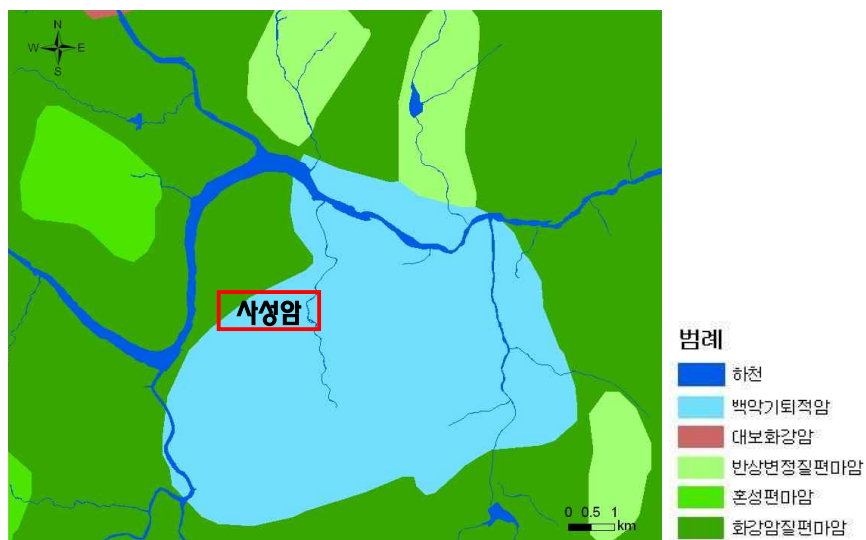 N
W E
S
사성암
0 0.5 1
km
범례
하천
백악기퇴적암
대보화강암
반상변정질편마암
혼성편마암
화강암질편마암